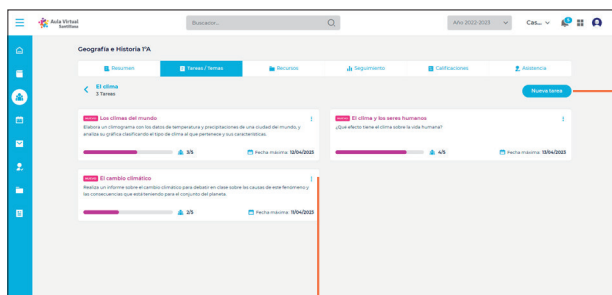 Aula Virtual
Santillana
Buscador...
Año 2022-2023
Cas...
Geografía e Historia 1ºA
Resumen
Tareas / Temas
Recursos
Seguimiento
Calificaciones
Asistencia
El clima
3 Tareas
Nueva tarea
Los climas del mundo
Elabora un climograma con los datos de temperatura y precipitaciones de una ciudad del mundo, y
analiza su gráfica clasificando el tipo de clima al que pertenece y sus características.
3/5
Fecha máxima: 12/04/2023
El clima y los seres humanos
¿Qué efecto tiene el clima sobre la vida humana?
4/5
Fecha máxima: 13/04/2023
El cambio climático
Realiza un informe sobre el cambio climático para debatir en clase sobre las causas de este fenómeno y
las consecuencias que está teniendo para el conjunto del planeta.
2/5
Fecha máxima: 11/04/2023